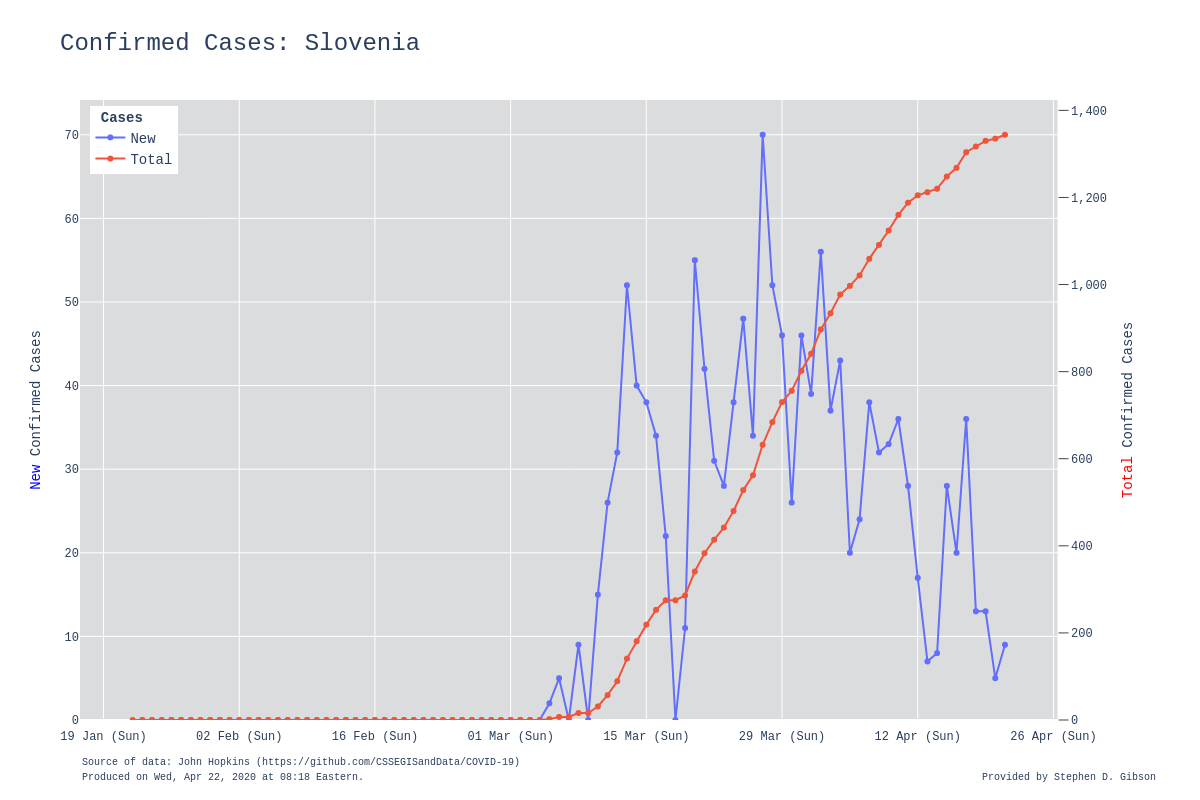 Confirmed Cases: Slovenia
Cases
New
Total
70
60
50
40
30
20
10
0
1,400
1,200
1,000
800
600
400
200
0
New Confirmed Cases
Total Confirmed Cases
19 Jan (Sun) 02 Feb (Sun) 16 Feb (Sun) 01 Mar (Sun) 15 Mar (Sun) 29 Mar (Sun) 12 Apr (Sun) 26 Apr (Sun)
Source of data: John Hopkins (https://github.com/CSSEGISandData/COVID-19)
Produced on Wed, Apr 22, 2020 at 08:18 Eastern.
Provided by Stephen D. Gibson